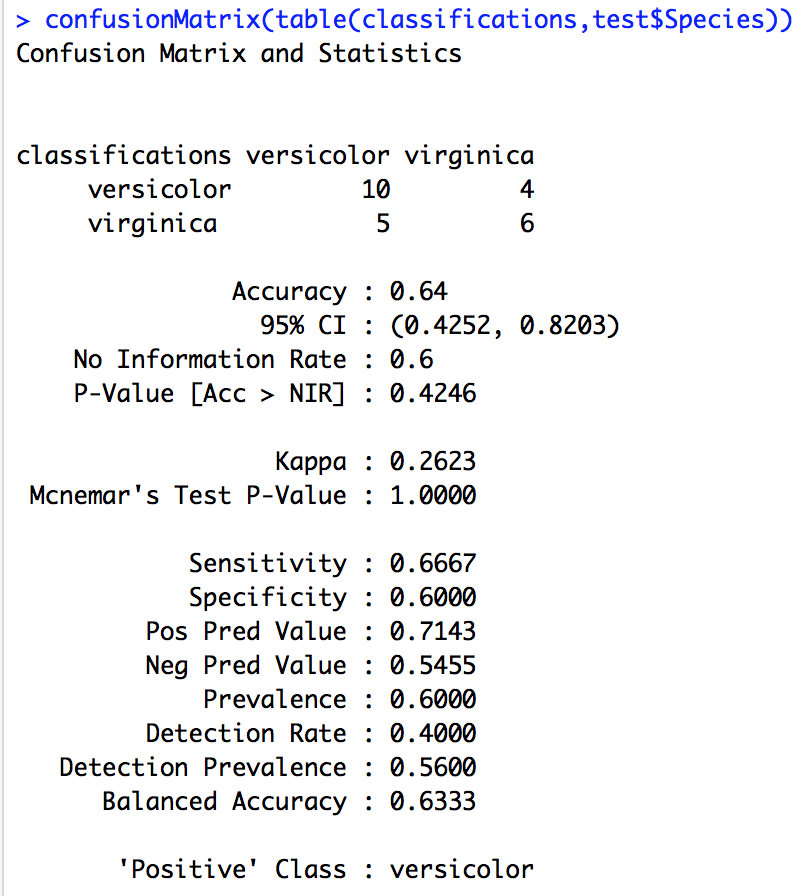 > confusionMatrix(table(classifications,test$Species))
Confusion Matrix and Statistics
classifications versicolor virginica
versicolor 10 4
virginica 5 6
Accuracy : 0.64
95% CI : (0.4252, 0.8203)
No Information Rate : 0.6
P-Value [Acc > NIR] : 0.4246
Kappa : 0.2623
Mcnemar's Test P-Value : 1.0000
Sensitivity : 0.6667
Specificity : 0.6000
Pos Pred Value : 0.7143
Neg Pred Value : 0.5455
Prevalence : 0.6000
Detection Rate : 0.4000
Detection Prevalence : 0.5600
Balanced Accuracy : 0.6333
'Positive' Class : versicolor